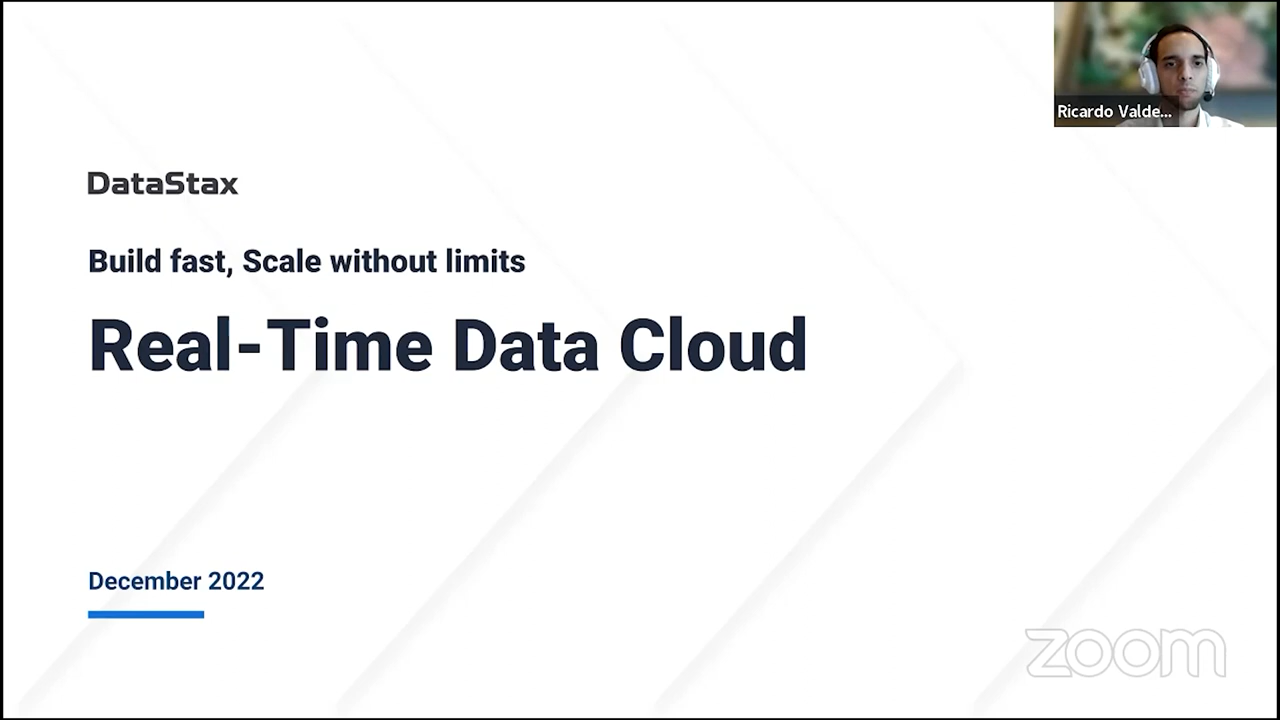 Ricardo Valde...
DataStax
Build fast, Scale without limits
Real-Time Data Cloud
December 2022
zoom